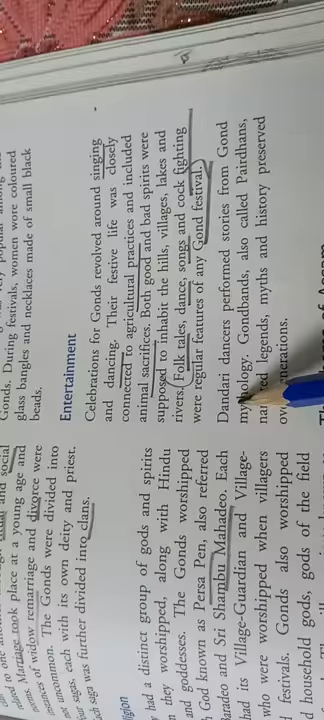 and social
Marriage took place at a young age and
of widow remarriage and divorce were
uncommon. The Gonds were divided into
sagas, each with its own deity and priest.
saga was further divided into clans.
had a distinct group of gods and spirits
they worshipped, along with Hindu
and goddesses. The Gonds worshipped
God known as Persa Pen, also referred
and Sri Shambu Mahadeo. Each
had its Village-Guardian and Village-
who were worshipped when villagers
festivals. Gonds also worshipped
household gods, gods of the field
Gonds. During festivals, women wore coloured
glass bangles and necklaces made of small black
beads.
Entertainment
Celebrations for Gonds revolved around singing
and dancing. Their festive life was closely
connected to agricultural practices and included
animal sacrifices. Both good and bad spirits were
supposed to inhabit the hills, villages, lakes and
rivers. Folk tales, dance, songs and cock fighting
were regular features of any Gond festival.
Dandari dancers performed stories from Gond
mythology. Gondbands, also called Pairdhans,
legends, myths and history preserved
generations.